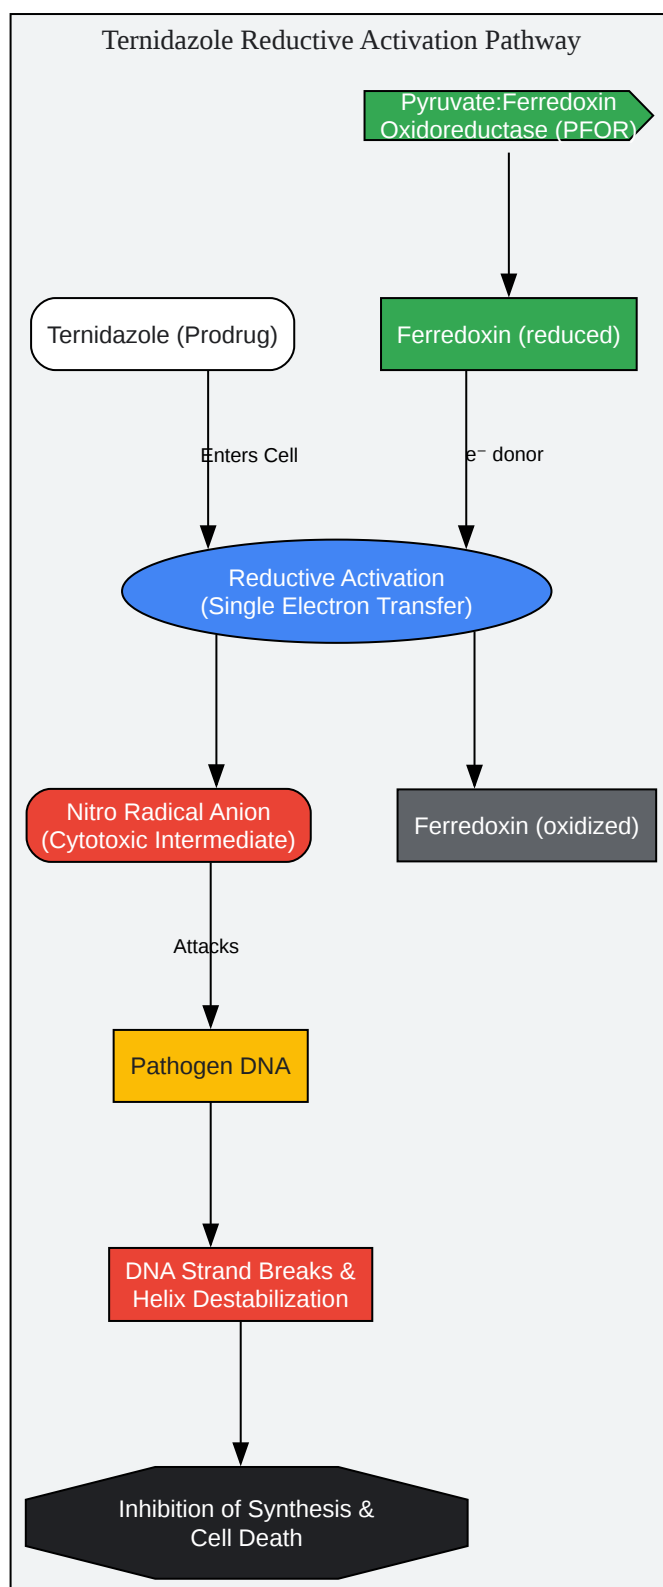 Ternidazole Reductive Activation Pathway
Pyruvate:Ferredoxin
Oxidoreductase (PFOR)
Ternidazole (Prodrug)
Ferredoxin (reduced)
Enters Cell
e⁻ donor
Reductive Activation
(Single Electron Transfer)
Nitro Radical Anion
(Cytotoxic Intermediate)
Ferredoxin (oxidized)
Attacks
Pathogen DNA
DNA Strand Breaks &
Helix Destabilization
Inhibition of Synthesis &
Cell Death